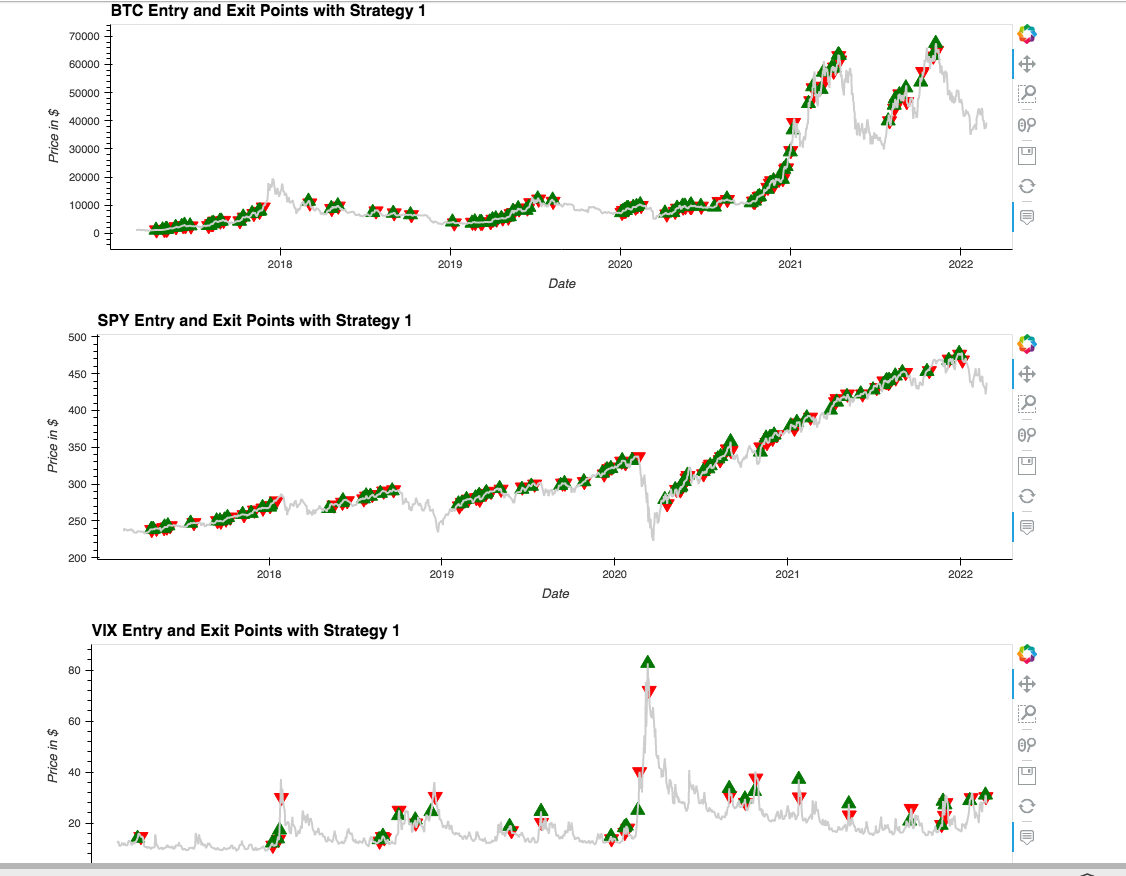 BTC Entry and Exit Points with Strategy 1
70000
60000
50000
40000
30000
20000
10000
0
Price in $
2018 2019 2020 2021 2022
Date
SPY Entry and Exit Points with Strategy 1
500
450
400
350
300
250
200
Price in $
2018 2019 2020 2021 2022
Date
VIX Entry and Exit Points with Strategy 1
80
60
40
20
Price in $